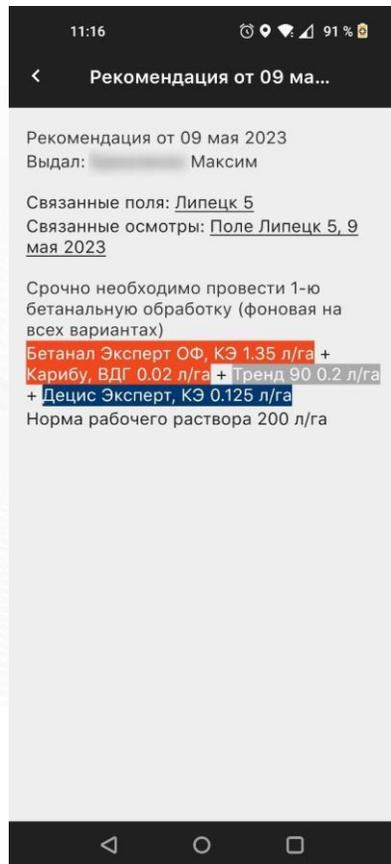 11:16
91 %
Рекомендация от 09 ма...
Рекомендация от 09 мая 2023
Выдал: Максим
Связанные поля: Липецк 5
Связанные осмотры: Поле Липецк 5, 9
мая 2023
Срочно необходимо провести 1-ю
бетанальную обработку (фоновая на
всех вариантах)
Бетанал Эксперт ОФ, КЭ 1.35 л/га +
Карибу, ВДГ 0.02 л/га + Тренд 90 0.2 л/га
+ Децис Эксперт, КЭ 0.125 л/га
Норма рабочего раствора 200 л/га